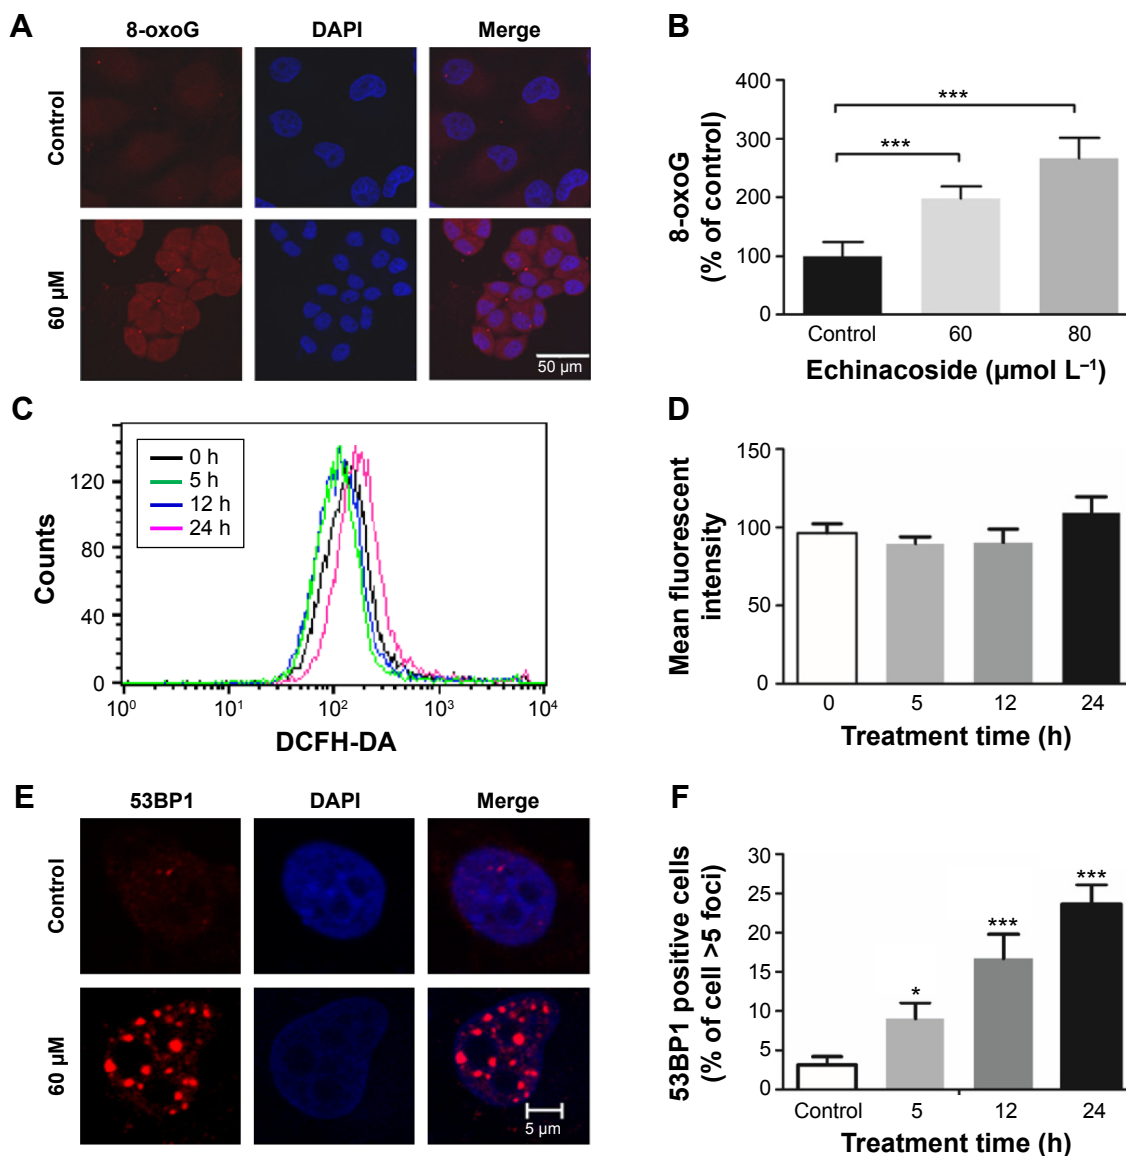 A
8-oxoG
DAPI
Merge
Control
60 µM
50 µm
B
8-oxoG
(% of control)
400
300
200
100
0
***
***
Control
60
80
Echinacoside (µmol L⁻¹)
C
Counts
120
80
40
0
0 h
5 h
12 h
24 h
10⁰
10¹
10²
10³
10⁴
DCFH-DA
D
Mean fluorescent
intensity
150
100
50
0
0
5
12
24
Treatment time (h)
E
53BP1
DAPI
Merge
Control
60 µM
5 µm
F
53BP1 positive cells
(% of cell >5 foci)
30
25
20
15
10
5
0
*
***
***
Control
5
12
24
Treatment time (h)